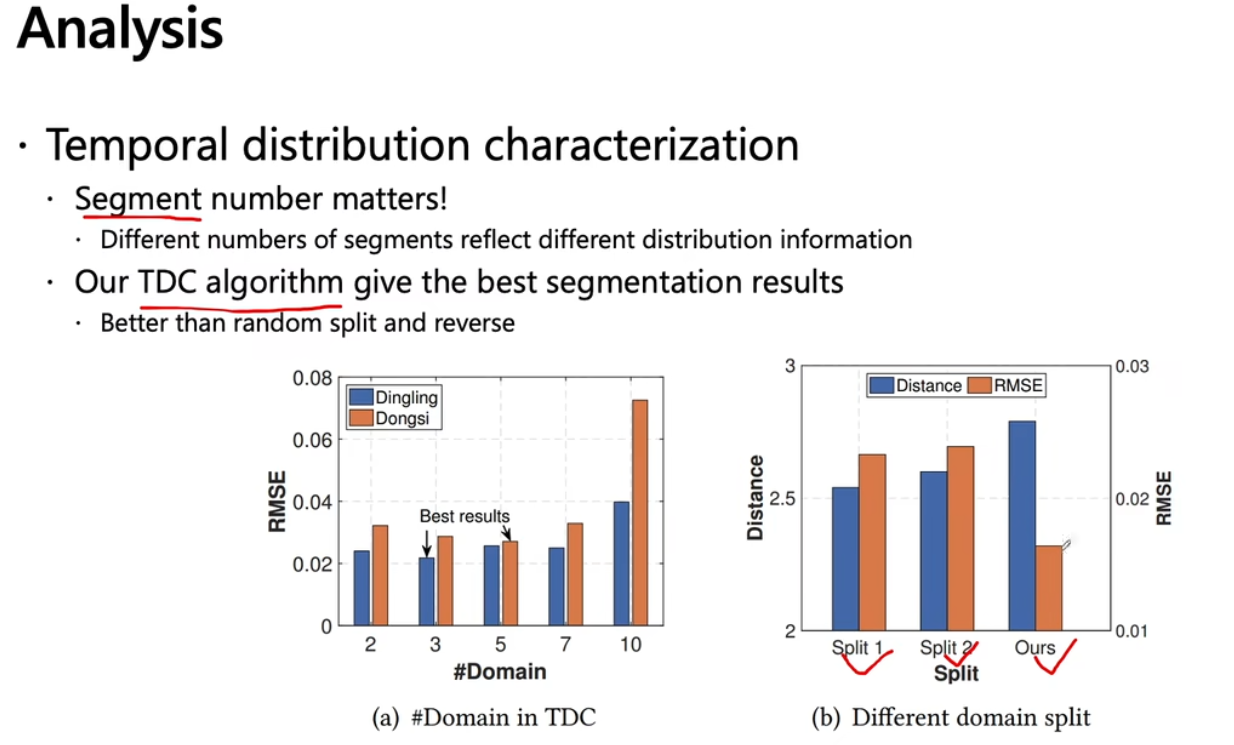 Analysis
· Temporal distribution characterization
· Segment number matters!
· Different numbers of segments reflect different distribution information
· Our TDC algorithm give the best segmentation results
· Better than random split and reverse
0.08
0.06
0.04
0.02
0
RMSE
Dingling
Dongsi
Best results
2 3 5 7 10
#Domain
(a) #Domain in TDC
3
2.5
2
Distance
Distance RMSE
0.03
0.02
0.01
RMSE
Split 1 Split 2 Ours
Split
(b) Different domain split